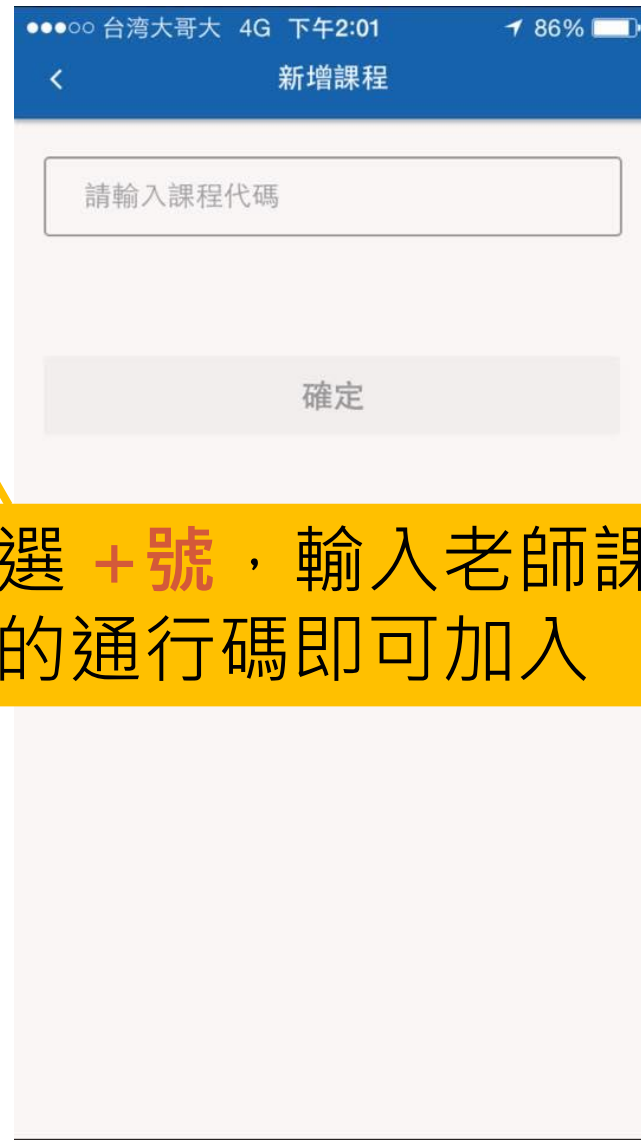 ●●●○○ 台湾大哥大 4G 下午2:01 86%
新增課程
請輸入課程代碼
確定
選 +號，輸入老師課
的通行碼即可加入